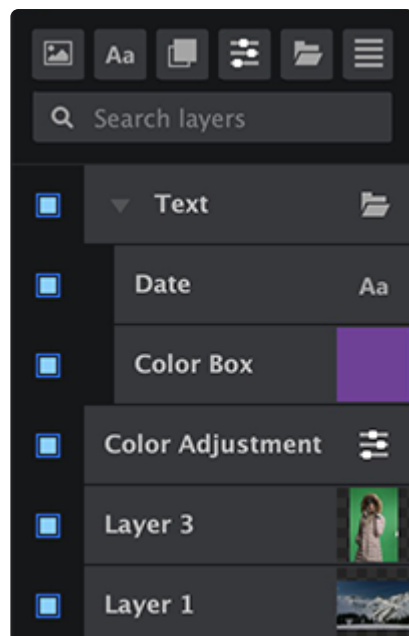 Aa
Search layers
Text
Date Aa
Color Box
Color Adjustment
Layer 3
Layer 1